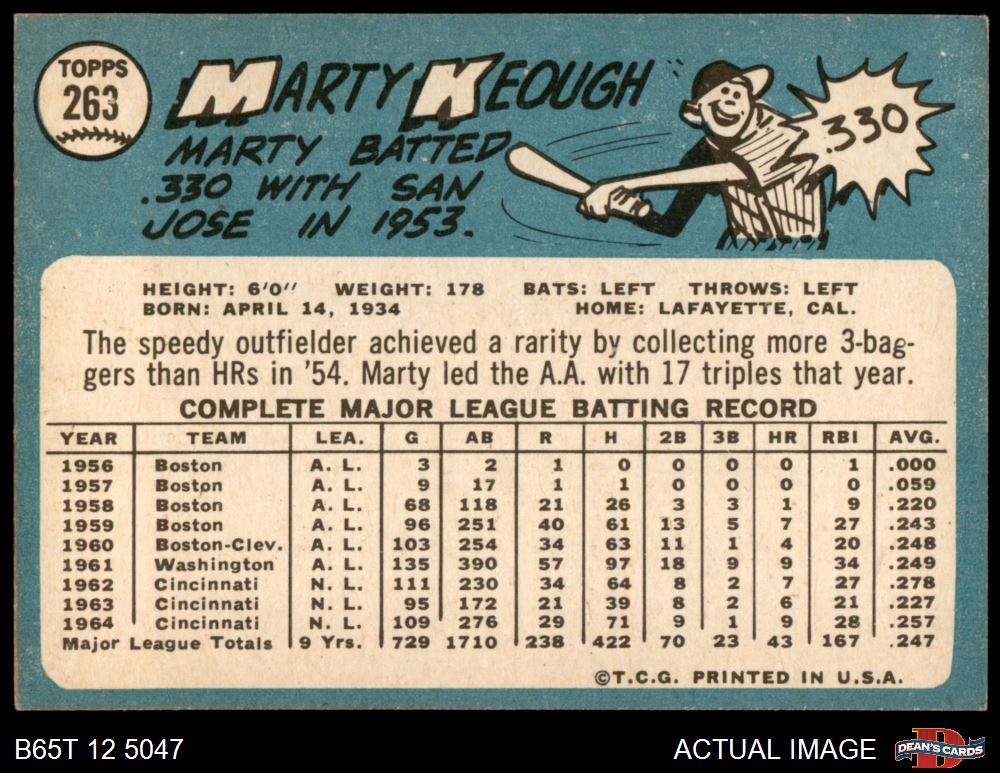 TOPPS
263
MARTY KEOUGH
MARTY BATTED
.330 WITH SAN
JOSE IN 1953.
.330
HEIGHT: 6'0" WEIGHT: 178 BATS: LEFT THROWS: LEFT
BORN: APRIL 14, 1934 HOME: LAFAYETTE, CAL.
The speedy outfielder achieved a rarity by collecting more 3-bag-
gers than HRs in '54. Marty led the A.A. with 17 triples that year.
COMPLETE MAJOR LEAGUE BATTING RECORD
YEAR TEAM LEA. G AB R H 2B 3B HR RBI AVG.
1956 Boston A. L. 3 2 1 0 0 0 0 1 .000
1957 Boston A. L. 9 17 1 1 0 0 0 0 .059
1958 Boston A. L. 68 118 21 26 3 3 1 9 .220
1959 Boston A. L. 96 251 40 61 13 5 7 27 .243
1960 Boston-Clev. A. L. 103 254 34 63 11 1 4 20 .248
1961 Washington A. L. 135 390 57 97 18 9 9 34 .249
1962 Cincinnati N. L. 111 230 34 64 8 2 7 27 .278
1963 Cincinnati N. L. 95 172 21 39 8 2 6 21 .227
1964 Cincinnati N. L. 109 276 29 71 9 1 9 28 .257
Major League Totals 9 Yrs. 729 1710 238 422 70 23 43 167 .247
©T.C.G. PRINTED IN U.S.A.
B65T 12 5047
ACTUAL IMAGE
DEAN'S CARDS